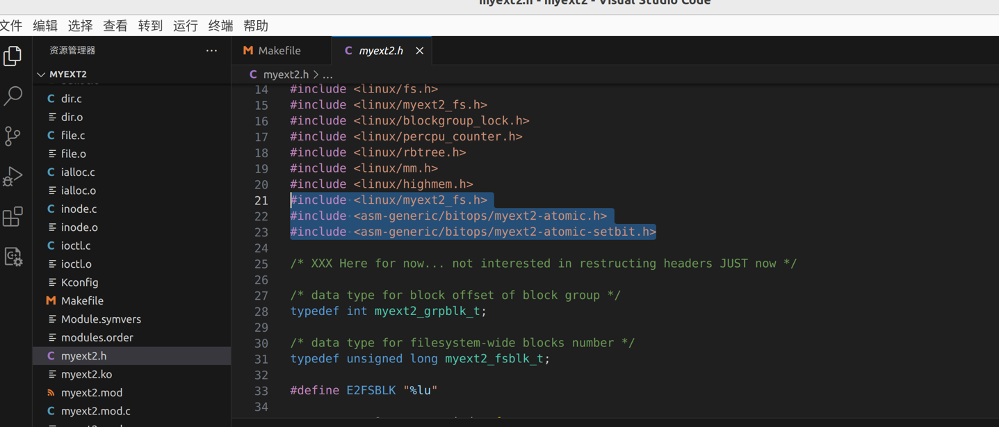 myext2.h - myext2 - Visual Studio Code
文件 编辑 选择 查看 转到 运行 终端 帮助
资源管理器 ...
MYEXT2
dir.c
dir.o
file.c
file.o
ialloc.c
ialloc.o
inode.c
inode.o
ioctl.c
ioctl.o
Kconfig
Makefile
Module.symvers
modules.order
myext2.h
myext2.ko
myext2.mod
myext2.mod.c
Makefile
myext2.h
myext2.h > ...
14 #include <linux/fs.h>
15 #include <linux/myext2_fs.h>
16 #include <linux/blockgroup_lock.h>
17 #include <linux/percpu_counter.h>
18 #include <linux/rbtree.h>
19 #include <linux/mm.h>
20 #include <linux/highmem.h>
21 #include <linux/myext2_fs.h>
22 #include <asm-generic/bitops/myext2-atomic.h>
23 #include <asm-generic/bitops/myext2-atomic-setbit.h>
24
25 /* XXX Here for now... not interested in restructing headers JUST now */
26
27 /* data type for block offset of block group */
28 typedef int myext2_grpblk_t;
29
30 /* data type for filesystem-wide blocks number */
31 typedef unsigned long myext2_fsblk_t;
32
33 #define E2FSBLK "%lu"
34